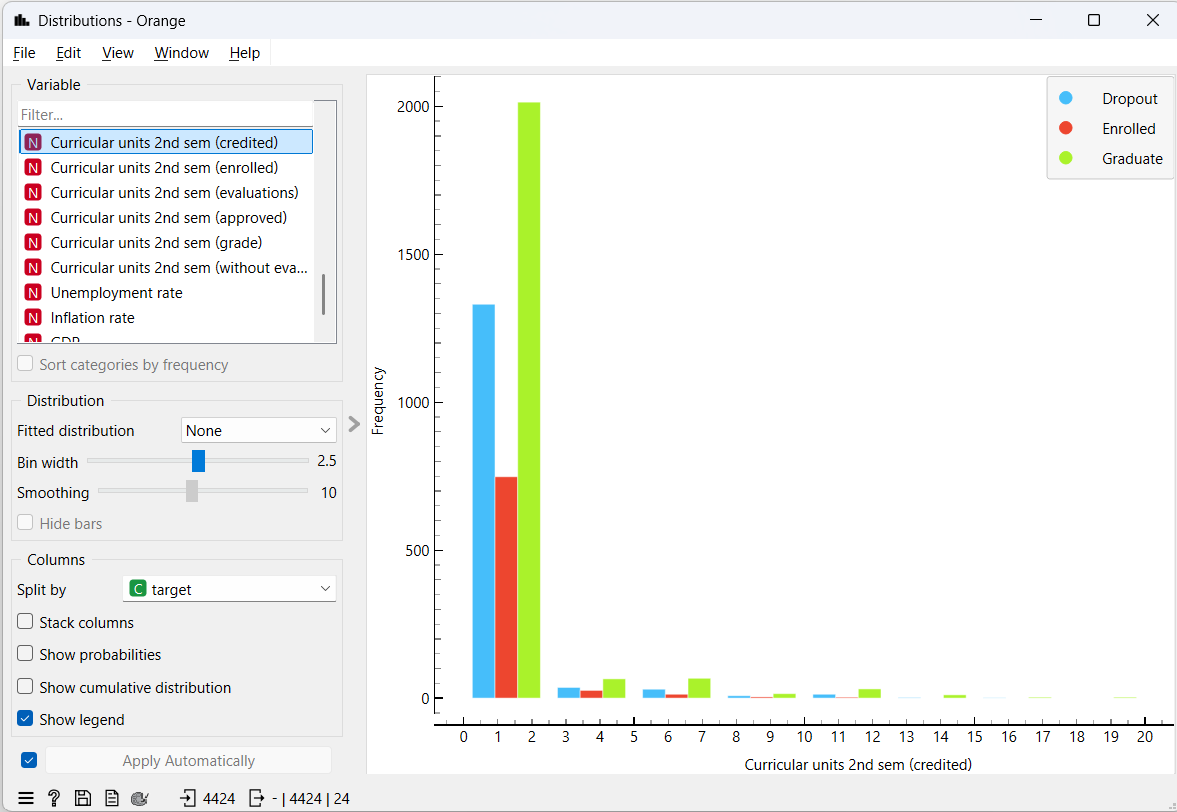 Distributions - Orange
File Edit View Window Help
Variable
Filter...
N Curricular units 2nd sem (credited)
N Curricular units 2nd sem (enrolled)
N Curricular units 2nd sem (evaluations)
N Curricular units 2nd sem (approved)
N Curricular units 2nd sem (grade)
N Curricular units 2nd sem (without eva...
N Unemployment rate
N Inflation rate
N GDP
Sort categories by frequency
Distribution
Fitted distribution None
Bin width 2.5
Smoothing 10
Hide bars
Columns
Split by C target
Stack columns
Show probabilities
Show cumulative distribution
Show legend
Apply Automatically
4424 - | 4424 | 24
Dropout
Enrolled
Graduate
2000
1500
1000
500
0
Frequency
0 1 2 3 4 5 6 7 8 9 10 11 12 13 14 15 16 17 18 19 20
Curricular units 2nd sem (credited)